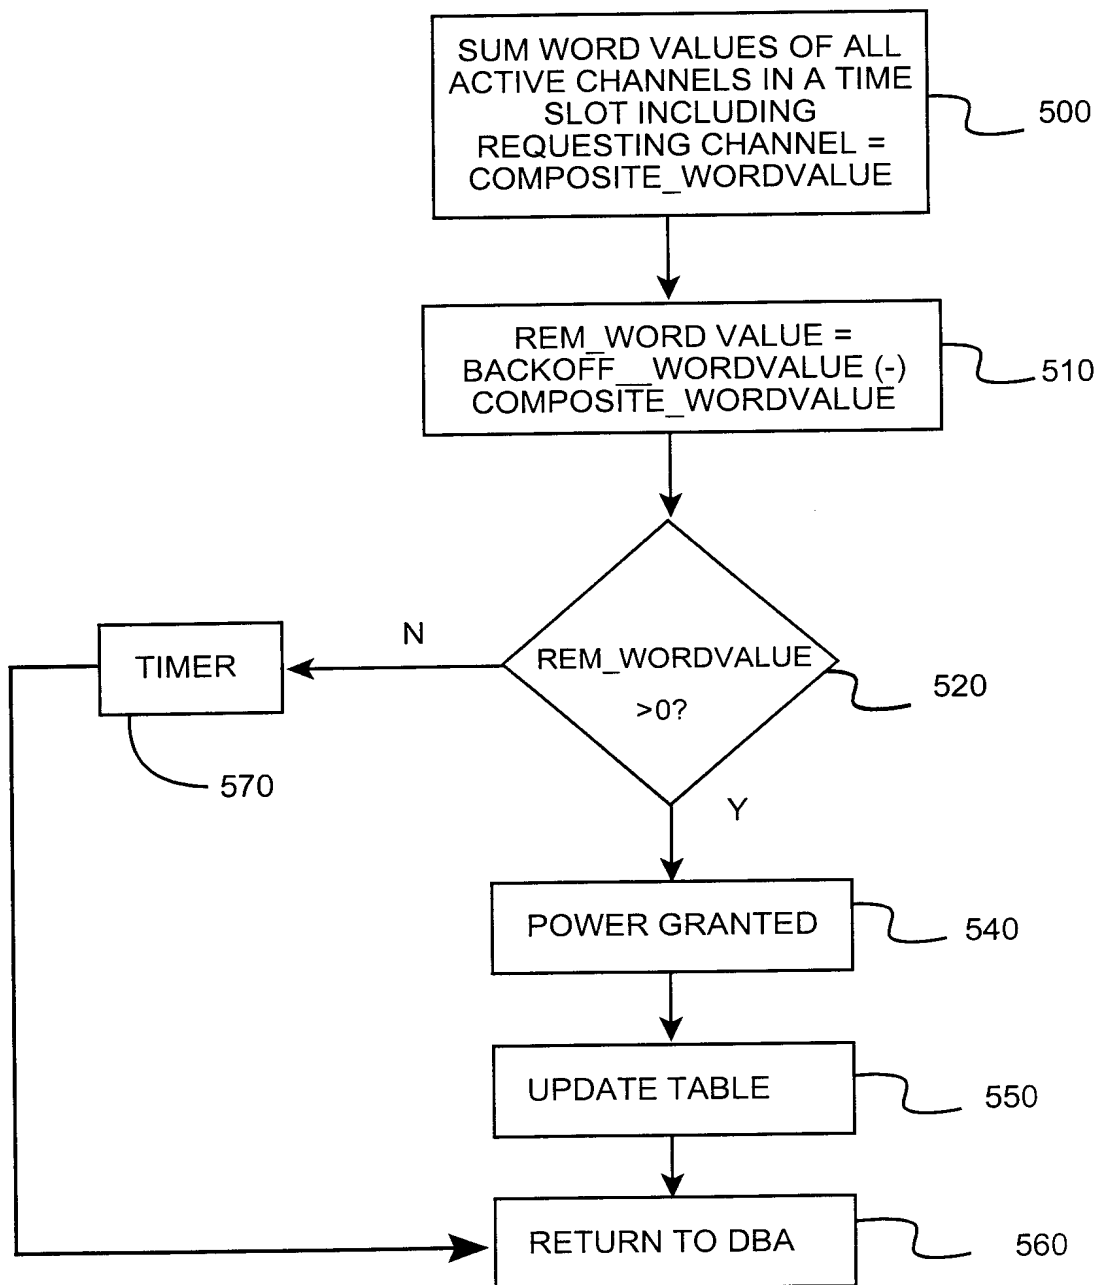 SUM WORD VALUES OF ALL
ACTIVE CHANNELS IN A TIME
SLOT INCLUDING
REQUESTING CHANNEL =
COMPOSITE_WORDVALUE
500
REM_WORD VALUE =
BACKOFF__WORDVALUE (-)
COMPOSITE_WORDVALUE
510
N
TIMER
570
REM_WORDVALUE
>0?
520
Y
POWER GRANTED
540
UPDATE TABLE
550
RETURN TO DBA
560